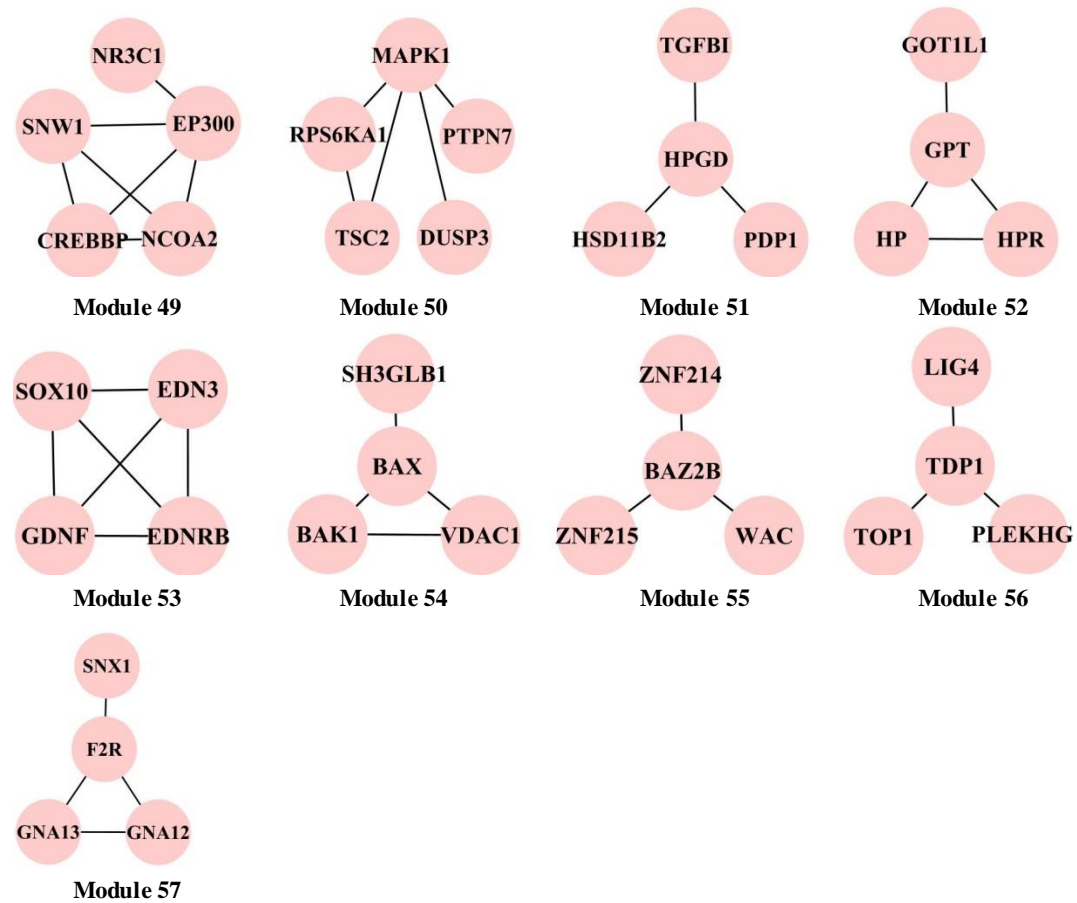 NR3C1
SNW1
EP300
CREBBP
NCOA2
Module 49
MAPK1
RPS6KA1
PTPN7
TSC2
DUSP3
Module 50
TGFBI
HPGD
HSD11B2
PDP1
Module 51
GOT1L1
GPT
HP
HPR
Module 52
SOX10
EDN3
GDNF
EDNRB
Module 53
SH3GLB1
BAX
BAK1
VDAC1
Module 54
ZNF214
BAZ2B
ZNF215
WAC
Module 55
LIG4
TDP1
TOP1
PLEKHG
Module 56
SNX1
F2R
GNA13
GNA12
Module 57